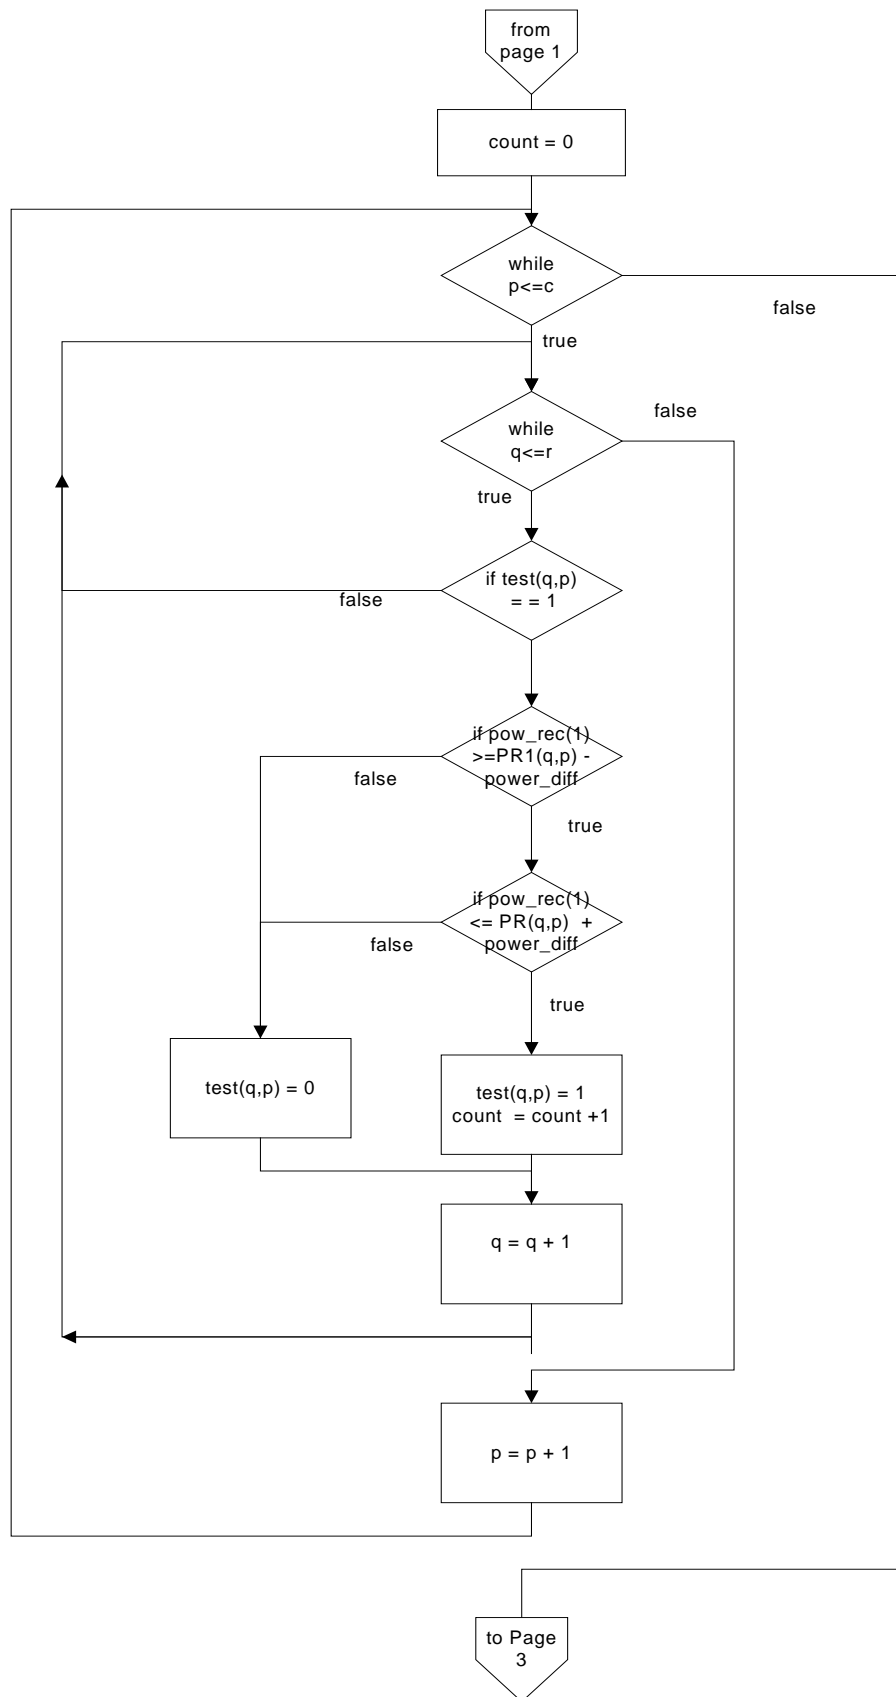 from
page 1
count = 0
while
p<=c
false
true
while
q<=r
false
true
if test(q,p)
= = 1
false
if pow_rec(1)
>=PR1(q,p) -
power_diff
false
true
if pow_rec(1)
<= PR(q,p)  +
power_diff
false
true
test(q,p) = 0
test(q,p) = 1
count  = count +1
q = q + 1
p = p + 1
to Page
3